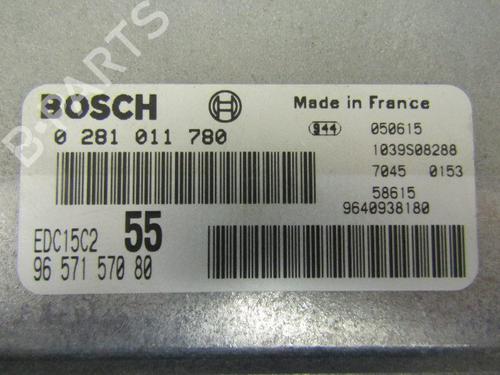 B-PARTS
BOSCH
Made in France
0 281 011 780
944 050615
1039S08288
7045 0153
58615
9640938180
EDC15C2 55
96 571 570 80